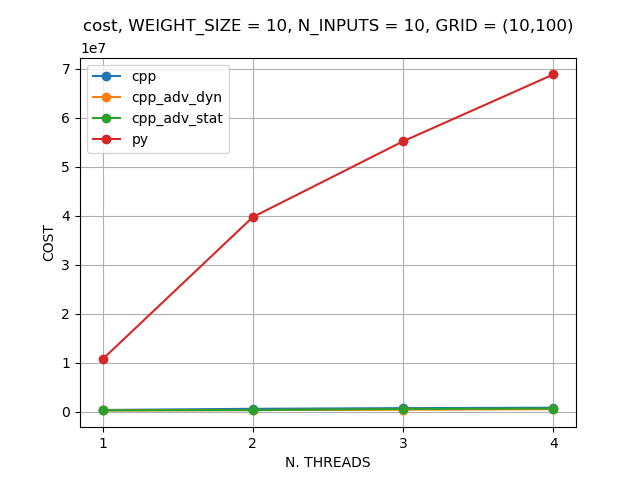 cost, WEIGHT_SIZE = 10, N_INPUTS = 10, GRID = (10,100)
1e7
7
6
5
4
3
2
1
0
COST
cpp
cpp_adv_dyn
cpp_adv_stat
py
1 2 3 4
N. THREADS